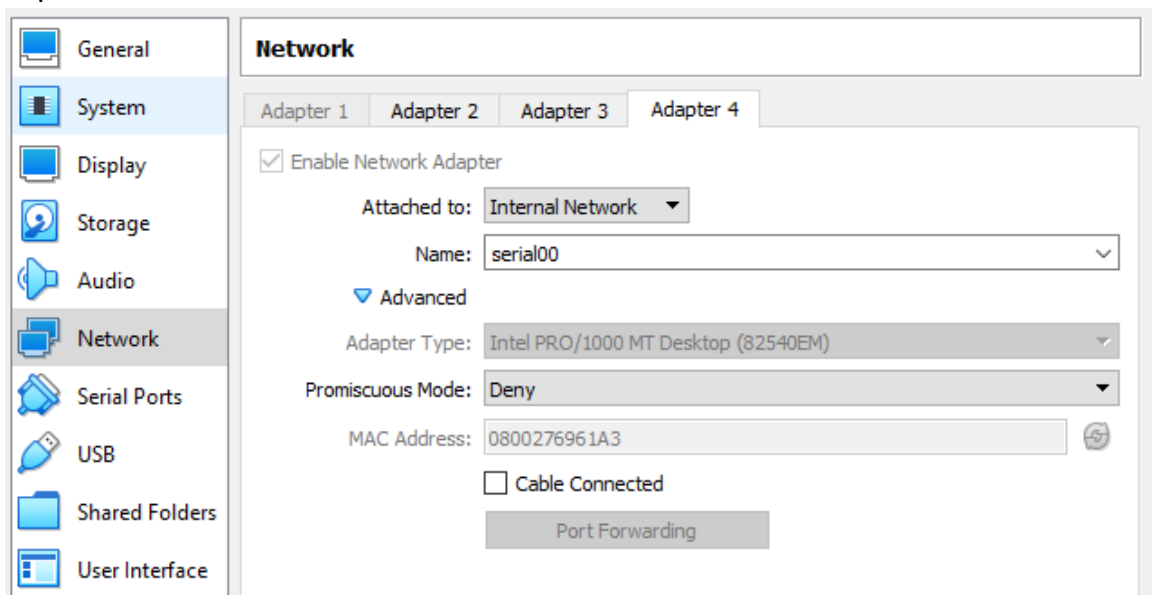 General
System
Display
Storage
Audio
Network
Serial Ports
USB
Shared Folders
User Interface
Network
Adapter 1 Adapter 2 Adapter 3 Adapter 4
Enable Network Adapter
Attached to: Internal Network
Name: serial00
Advanced
Adapter Type: Intel PRO/1000 MT Desktop (82540EM)
Promiscuous Mode: Deny
MAC Address: 0800276961A3
Cable Connected
Port Forwarding